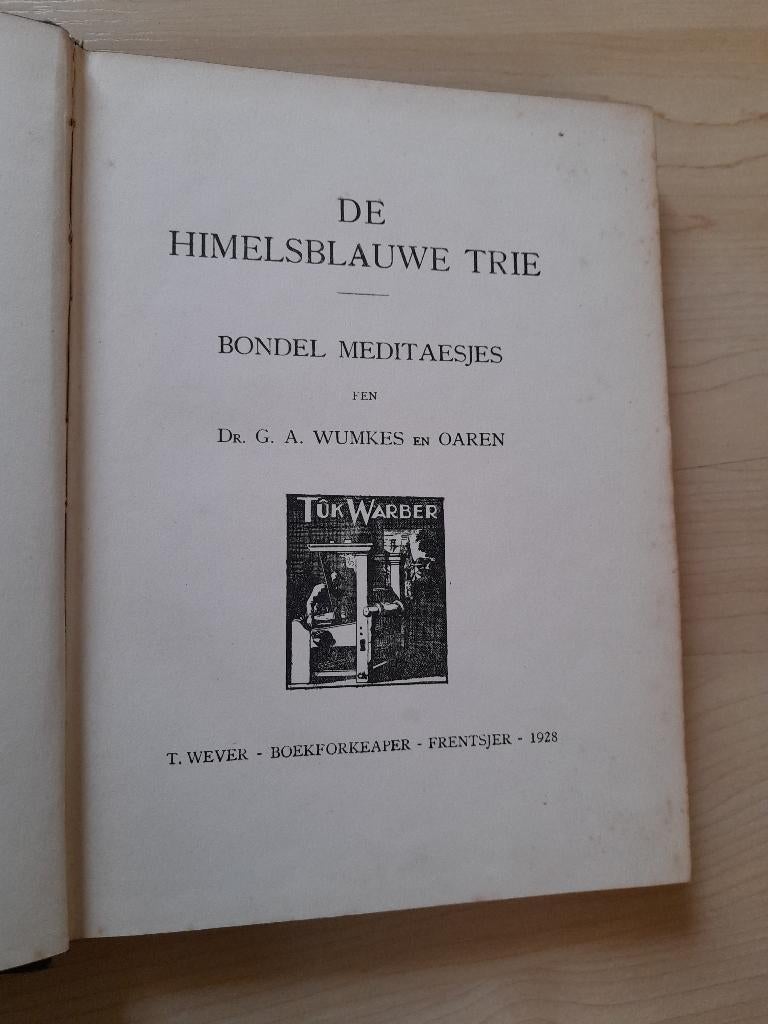 DE
HIMELSBLAUWE TRIE
BONDEL MEDITAESJES
FEN
DR. G. A. WUMKES EN OAREN
TÛK WARBER
T. WEVER - BOEKFORKEAPER - FRENTSJER - 1928